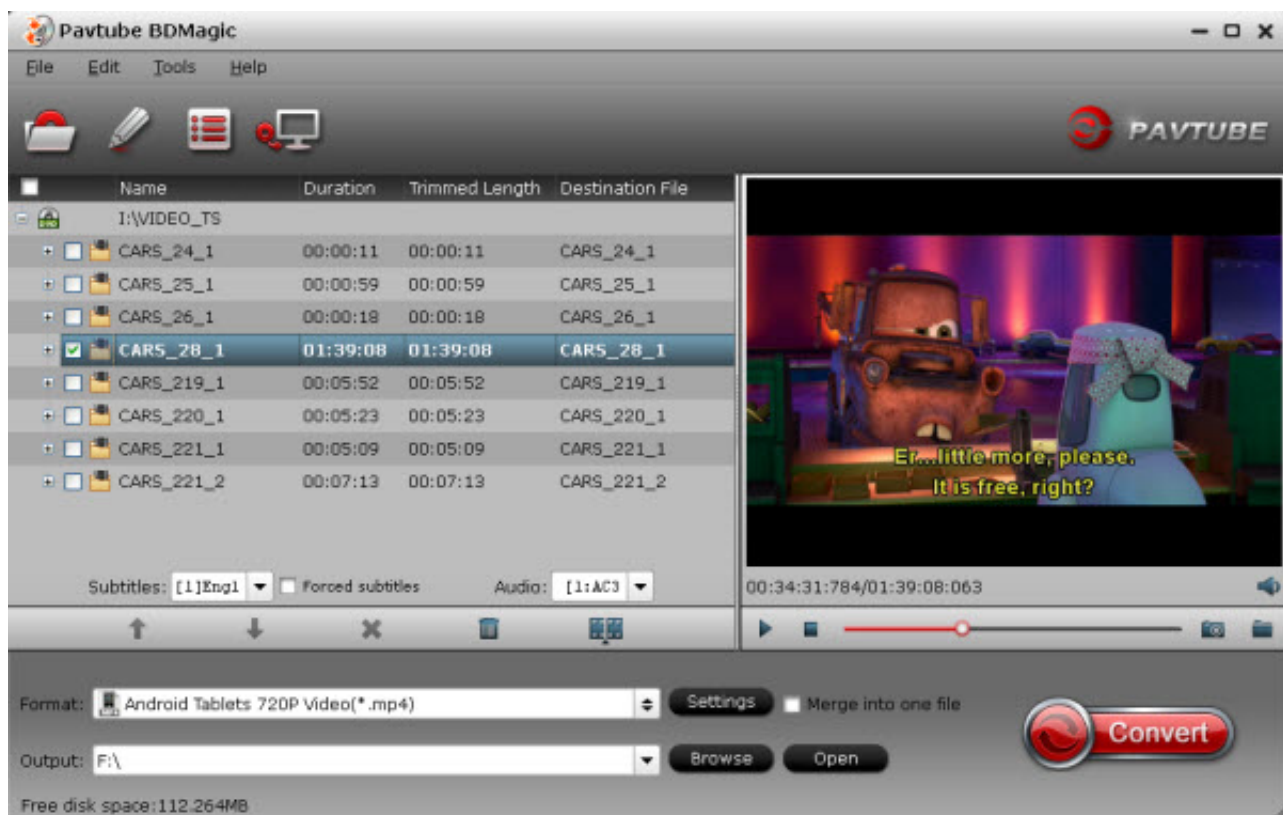 Pavtube BDMagic
File Edit Tools Help
PAVTUBE
Name Duration Trimmed Length Destination File
I:\VIDEO_TS
CARS_24_1 00:00:11 00:00:11 CARS_24_1
CARS_25_1 00:00:59 00:00:59 CARS_25_1
CARS_26_1 00:00:18 00:00:18 CARS_26_1
CARS_28_1 01:39:08 01:39:08 CARS_28_1
CARS_219_1 00:05:52 00:05:52 CARS_219_1
CARS_220_1 00:05:23 00:05:23 CARS_220_1
CARS_221_1 00:05:09 00:05:09 CARS_221_1
CARS_221_2 00:07:13 00:07:13 CARS_221_2
Er...little more, please.
It is free, right?
Subtitles: [1]Engl Forced subtitles Audio: [1:AC3
00:34:31:784/01:39:08:063
Format: Android Tablets 720P Video(*.mp4) Settings Merge into one file
Convert
Output: F:\ Browse Open
Free disk space:112.264MB